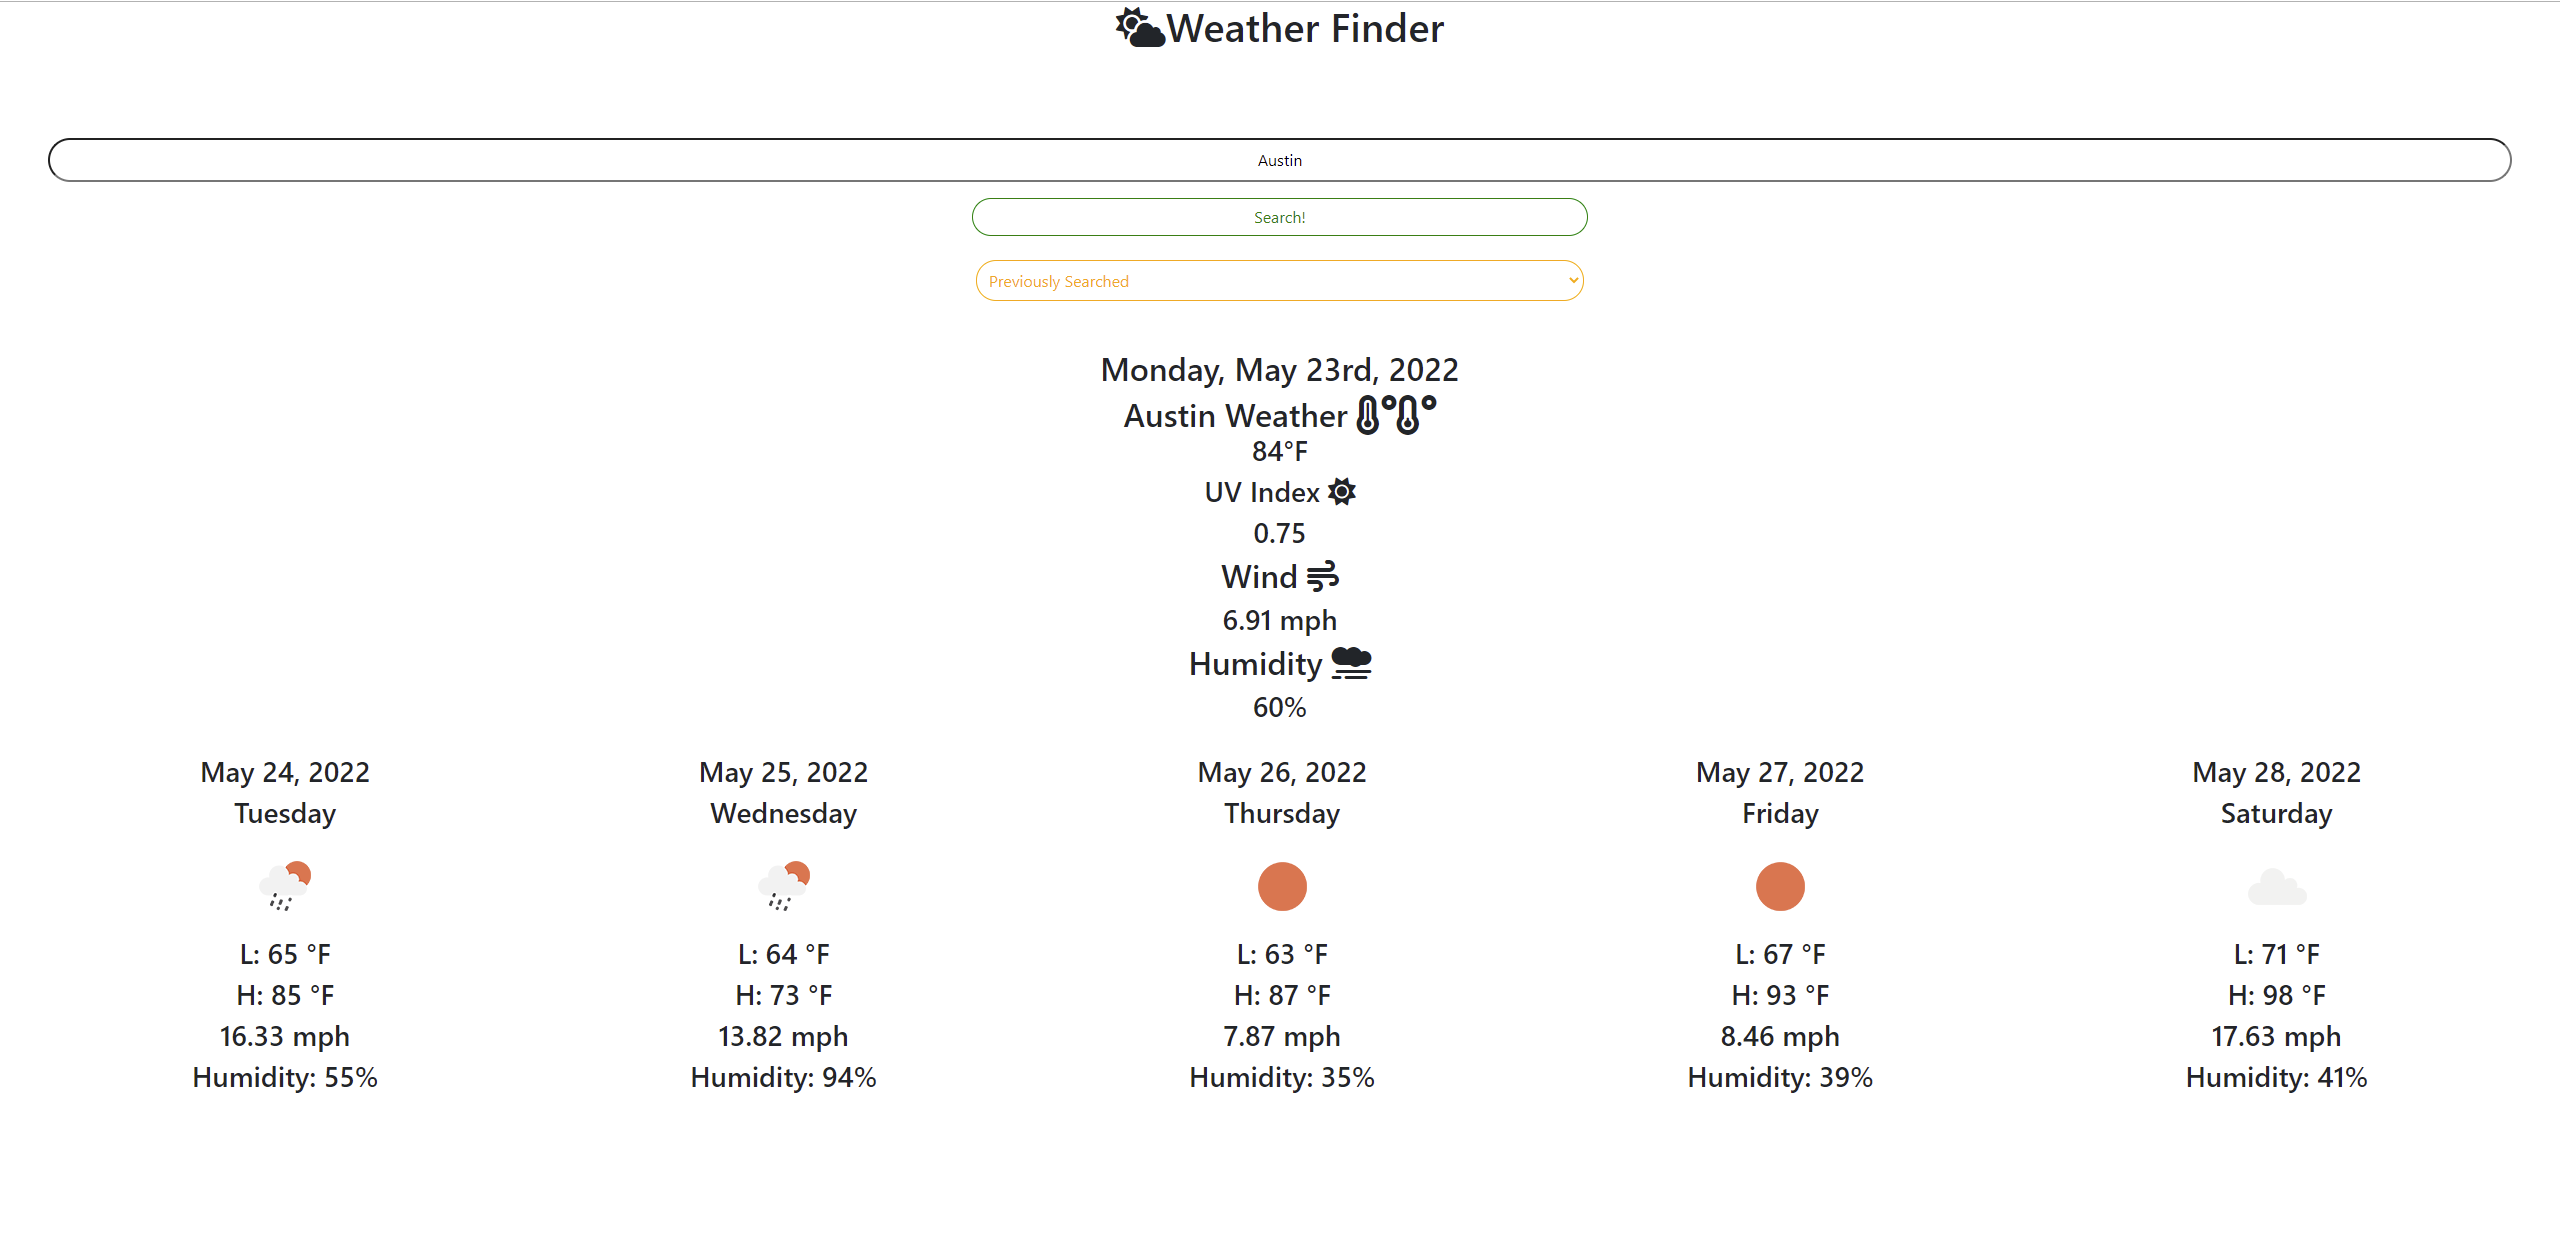 Weather Finder
Austin
Search!
Previously Searched
Monday, May 23rd, 2022
Austin Weather
84°F
UV Index
0.75
Wind
6.91 mph
Humidity
60%
May 24, 2022
Tuesday
L: 65 °F
H: 85 °F
16.33 mph
Humidity: 55%
May 25, 2022
Wednesday
L: 64 °F
H: 73 °F
13.82 mph
Humidity: 94%
May 26, 2022
Thursday
L: 63 °F
H: 87 °F
7.87 mph
Humidity: 35%
May 27, 2022
Friday
L: 67 °F
H: 93 °F
8.46 mph
Humidity: 39%
May 28, 2022
Saturday
L: 71 °F
H: 98 °F
17.63 mph
Humidity: 41%